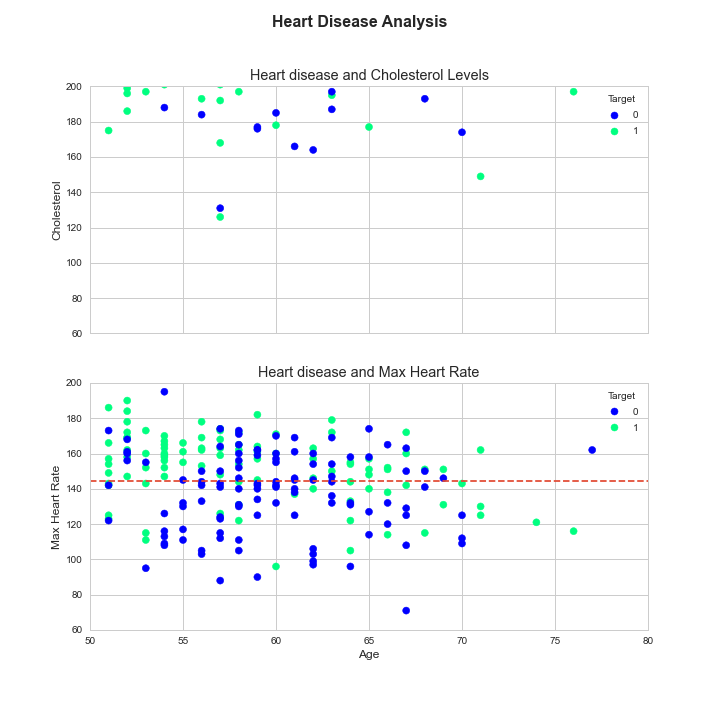 Heart Disease Analysis
Heart disease and Cholesterol Levels
200
180
160
140
120
100
80
60
Cholesterol
Target
0
1
Heart disease and Max Heart Rate
200
180
160
140
120
100
80
60
Max Heart Rate
Target
0
1
50 55 60 65 70 75 80
Age